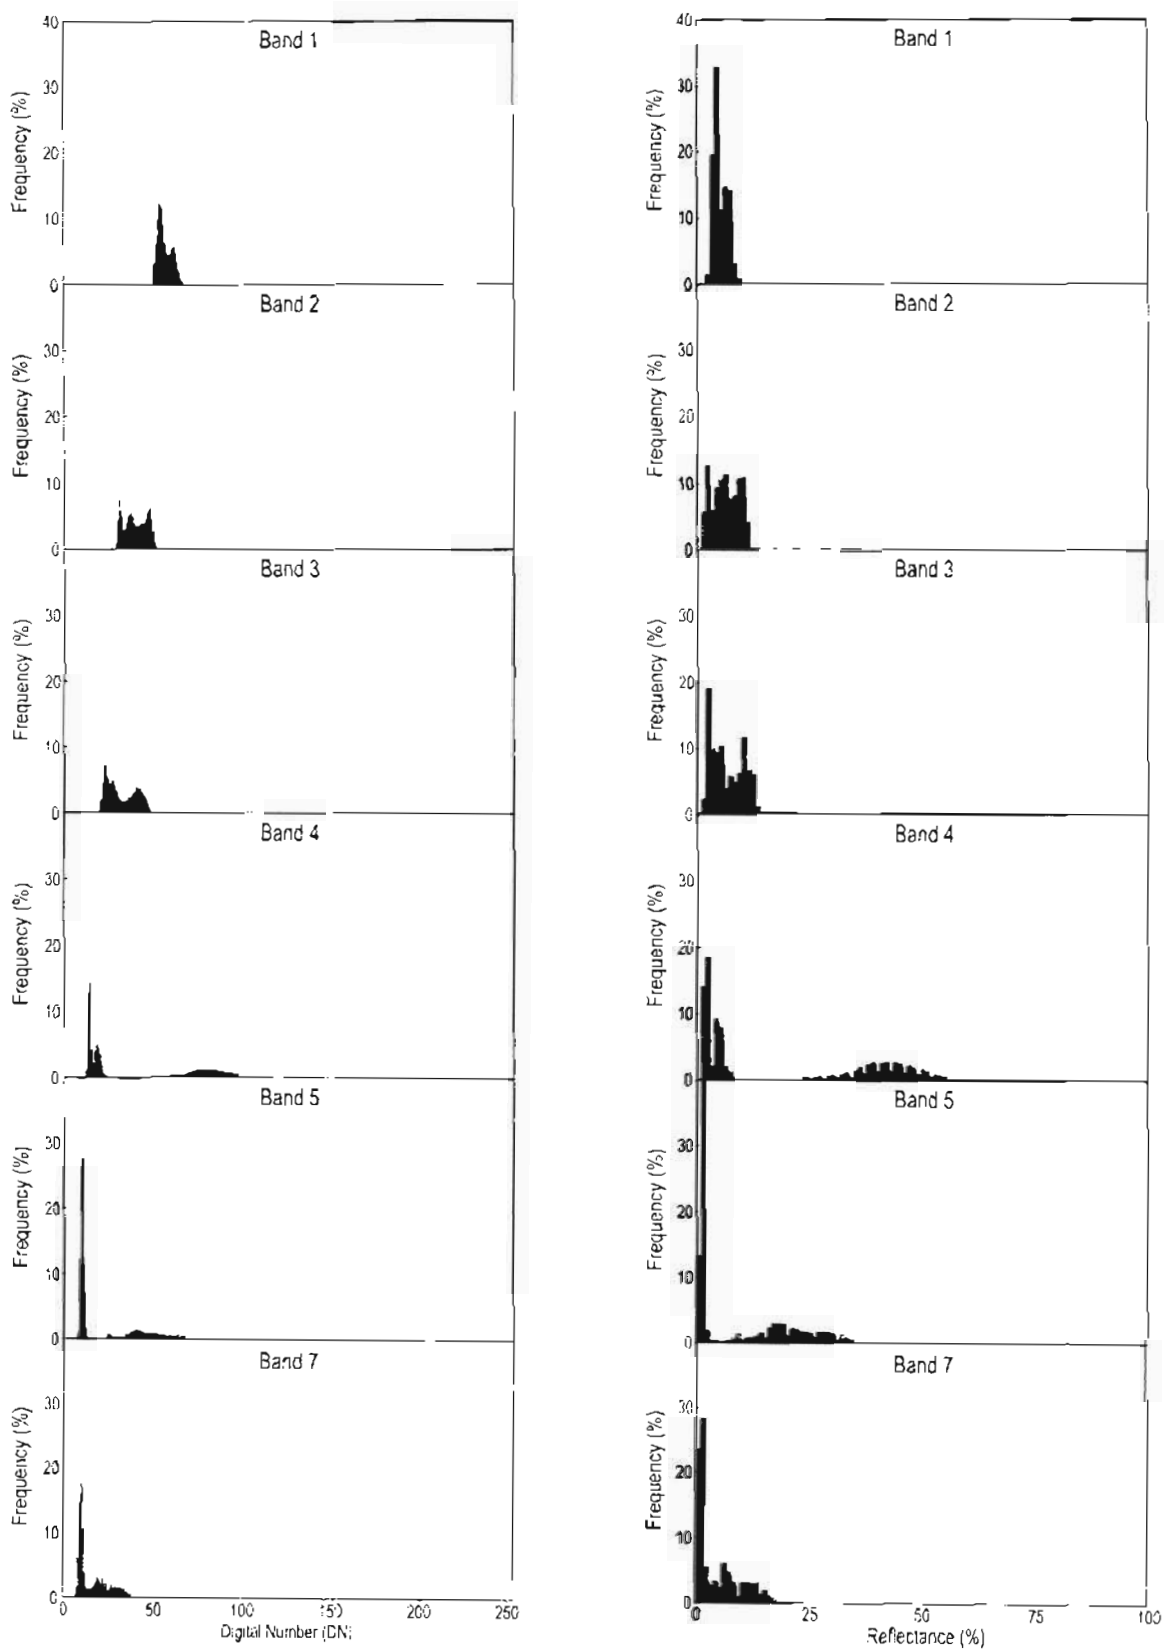 40
Band 1
Frequency (%)
30
20
10
0
Band 2
Frequency (%)
30
20
10
0
Band 3
Frequency (%)
30
20
10
0
Band 4
Frequency (%)
30
20
10
0
Band 5
Frequency (%)
30
20
10
0
Band 7
Frequency (%)
30
20
10
0
0 50 100 150 200 250
Digital Number (DN)
40
Band 1
Frequency (%)
30
20
10
0
Band 2
Frequency (%)
30
20
10
0
Band 3
Frequency (%)
30
20
10
0
Band 4
Frequency (%)
30
20
10
0
Band 5
Frequency (%)
30
20
10
0
Band 7
Frequency (%)
30
20
10
0
0 25 50 75 100
Reflectance (%)